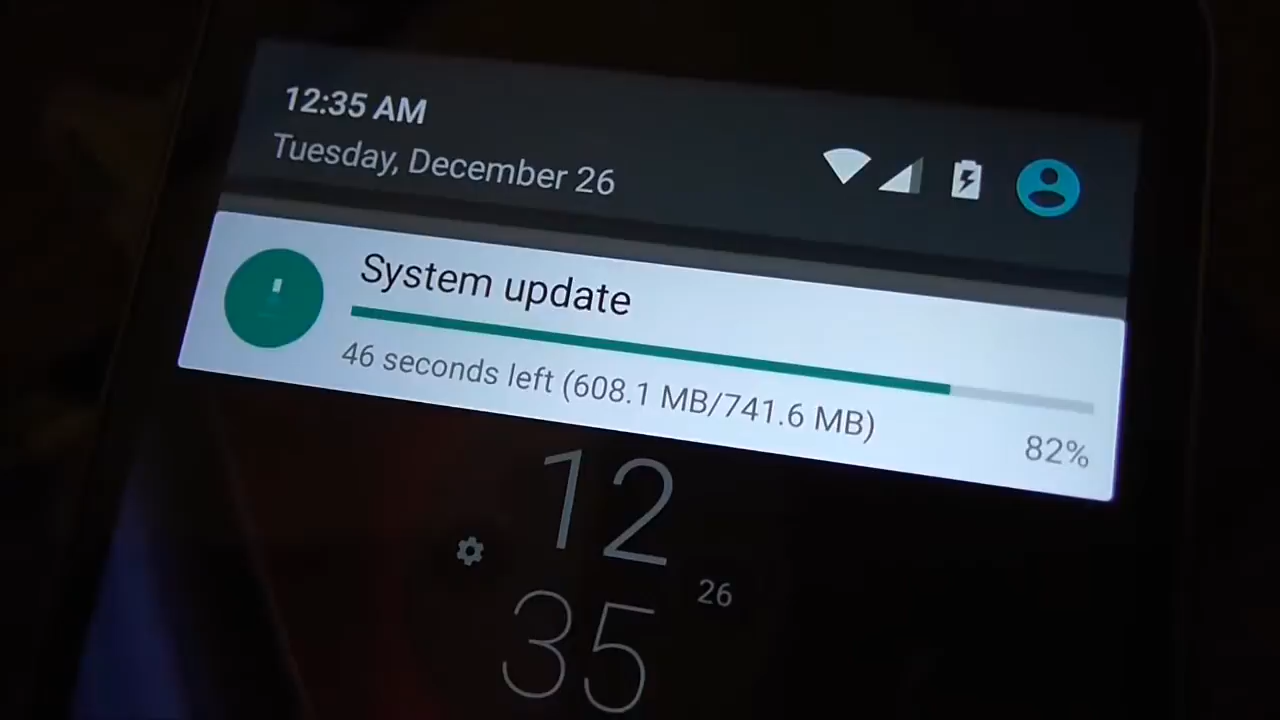 12:35 AM
Tuesday, December 26
System update
46 seconds left (608.1 MB/741.6 MB)
82%
12
26
35